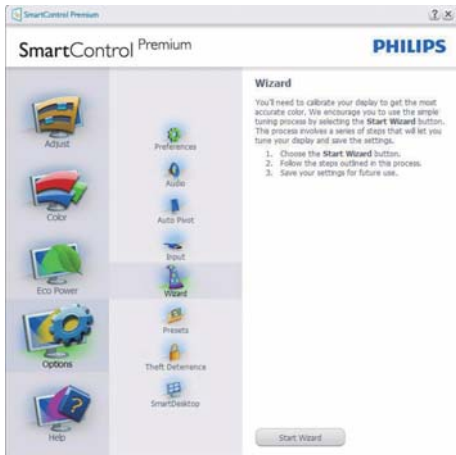 SmartControl Premium
? X
SmartControl Premium
PHILIPS
Adjust
Color
Eco Power
Options
Help
Preferences
Audio
Auto Pivot
Input
Wizard
Presets
Theft Deterrence
SmartDesktop
Wizard
You'll need to calibrate your display to get the most
accurate color. We encourage you to use the simple
tuning process by selecting the Start Wizard button.
This process involves a series of steps that will let you
tune your display and save the settings.
1. Choose the Start Wizard button.
2. Follow the steps outlined in this process.
3. Save your settings for future use.
Start Wizard